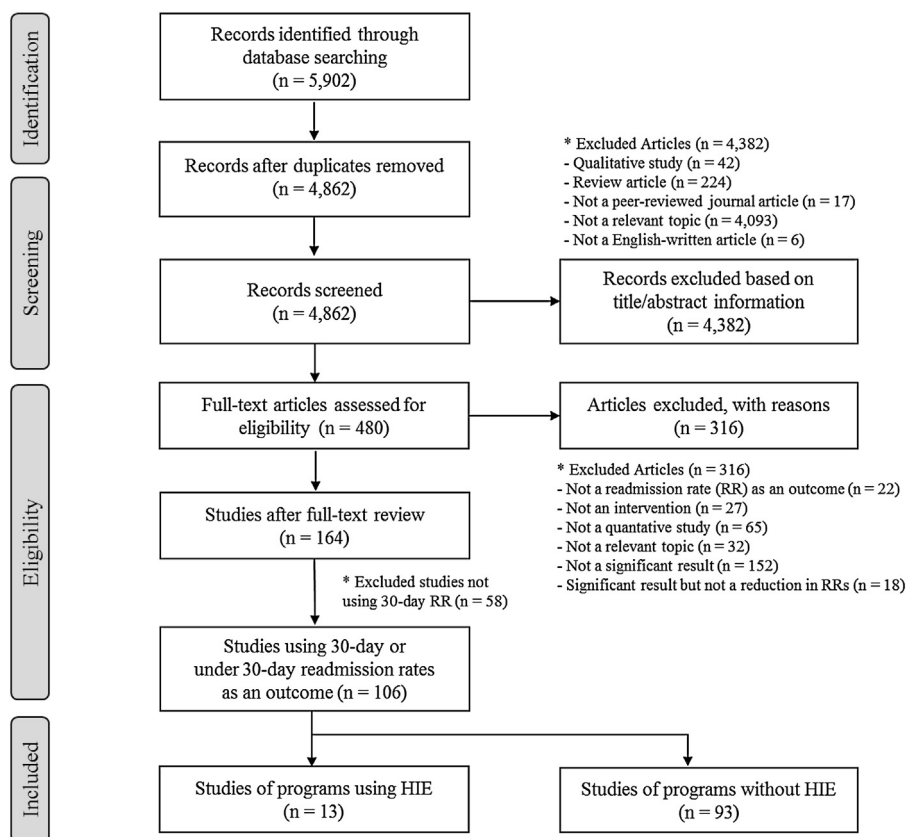 Identification
Records identified through
database searching
(n = 5,902)
Records after duplicates removed
(n = 4,862)
* Excluded Articles (n = 4,382)
- Qualitative study (n = 42)
- Review article (n = 224)
- Not a peer-reviewed journal article (n = 17)
- Not a relevant topic (n = 4,093)
- Not a English-written article (n = 6)
Screening
Records screened
(n = 4,862)
Records excluded based on
title/abstract information
(n = 4,382)
Eligibility
Full-text articles assessed for
eligibility (n = 480)
Articles excluded, with reasons
(n = 316)
* Excluded Articles (n = 316)
- Not a readmission rate (RR) as an outcome (n = 22)
- Not an intervention (n = 27)
- Not a quantative study (n = 65)
- Not a relevant topic (n = 32)
- Not a significant result (n = 152)
- Significant result but not a reduction in RRs (n = 18)
Studies after full-text review
(n = 164)
* Excluded studies not
using 30-day RR (n = 58)
Studies using 30-day or
under 30-day readmission rates
as an outcome (n = 106)
Included
Studies of programs using HIE
(n = 13)
Studies of programs without HIE
(n = 93)